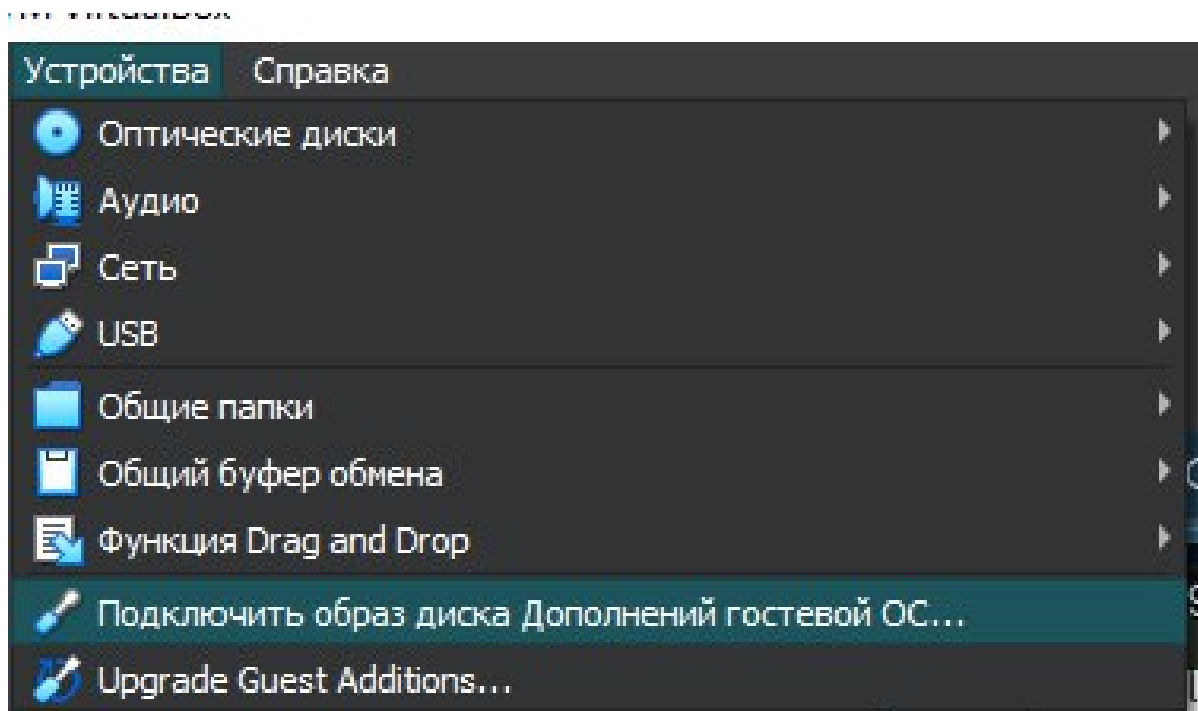 Устройства Справка
Оптические диски
Аудио
Сеть
USB
Общие папки
Общий буфер обмена
Функция Drag and Drop
Подключить образ диска Дополнений гостевой ОС...
Upgrade Guest Additions...